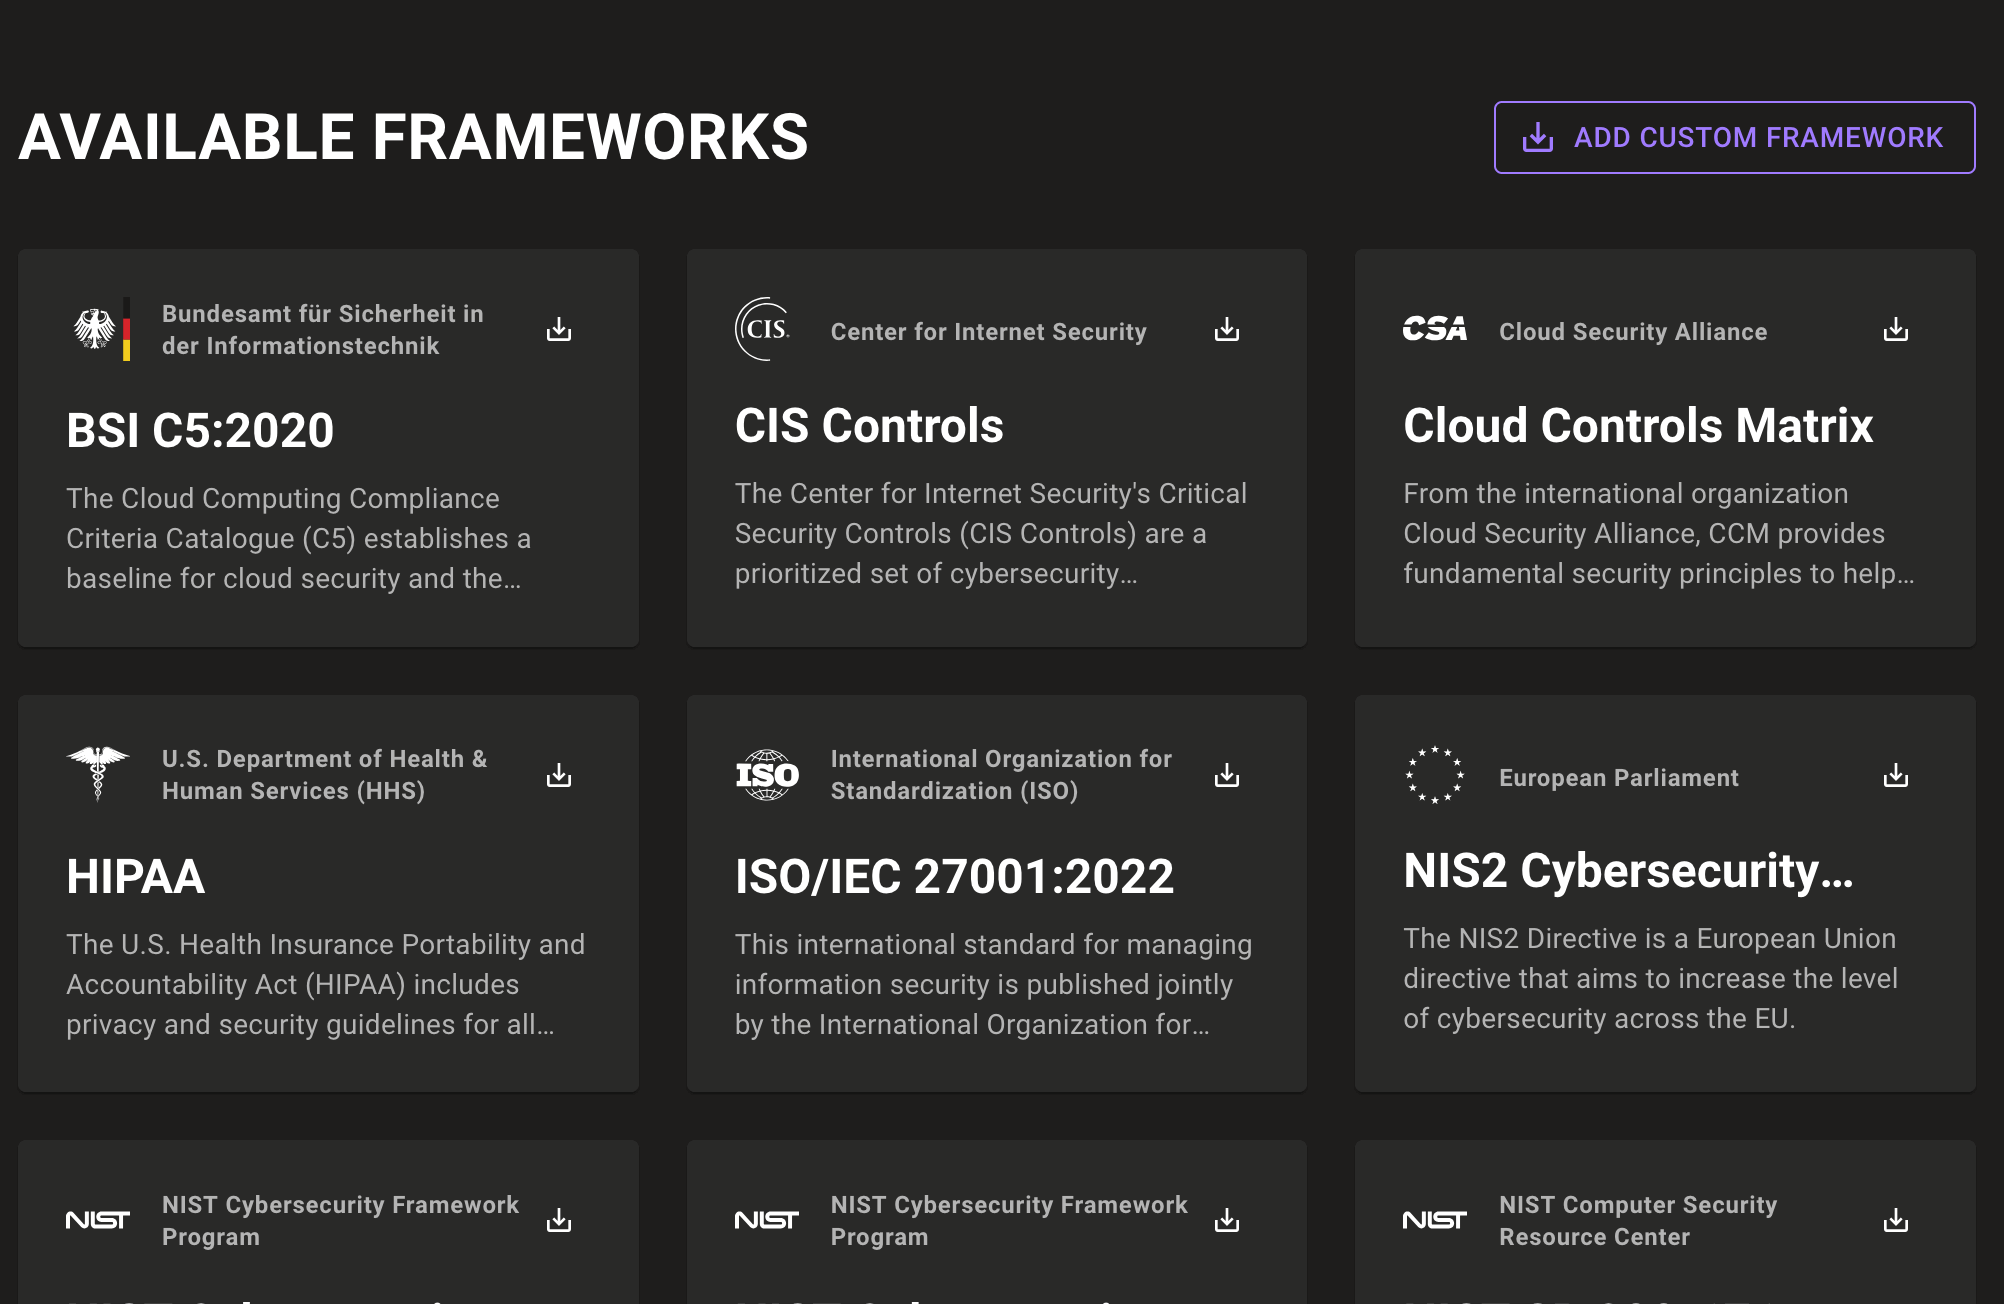 AVAILABLE FRAMEWORKS
ADD CUSTOM FRAMEWORK
Bundesamt für Sicherheit in
der Informationstechnik
BSI C5:2020
The Cloud Computing Compliance
Criteria Catalogue (C5) establishes a
baseline for cloud security and the…
CIS.
Center for Internet Security
CIS Controls
The Center for Internet Security's Critical
Security Controls (CIS Controls) are a
prioritized set of cybersecurity…
CSA
Cloud Security Alliance
Cloud Controls Matrix
From the international organization
Cloud Security Alliance, CCM provides
fundamental security principles to help…
U.S. Department of Health &
Human Services (HHS)
HIPAA
The U.S. Health Insurance Portability and
Accountability Act (HIPAA) includes
privacy and security guidelines for all…
ISO
International Organization for
Standardization (ISO)
ISO/IEC 27001:2022
This international standard for managing
information security is published jointly
by the International Organization for…
European Parliament
NIS2 Cybersecurity…
The NIS2 Directive is a European Union
directive that aims to increase the level
of cybersecurity across the EU.
NIST
NIST Cybersecurity Framework
Program
NIST
NIST Cybersecurity Framework
Program
NIST
NIST Computer Security
Resource Center